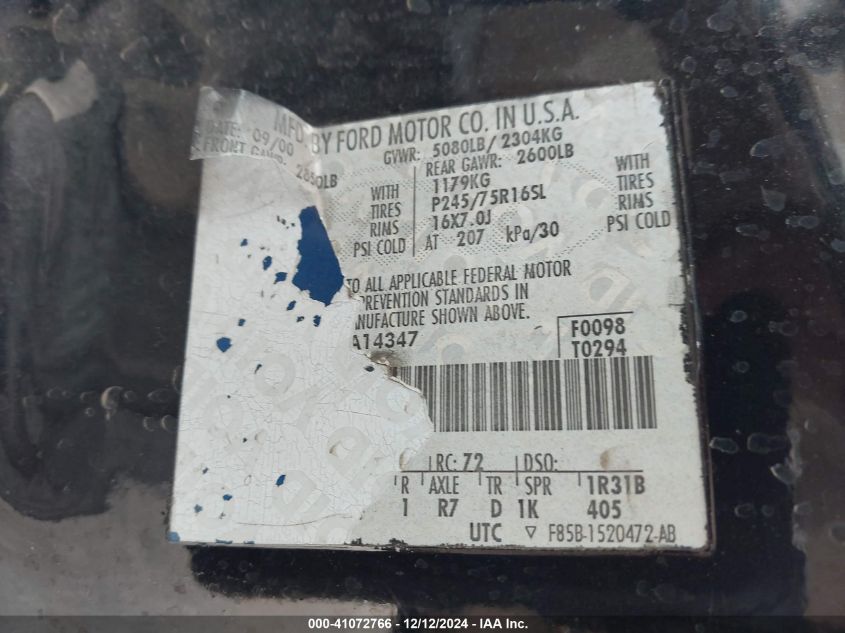 MFD. BY FORD MOTOR CO. IN U.S.A.
DATE: 09/00 GVWR: 5080LB/ 2304KG
FRONT GAWR: 2850LB REAR GAWR: 2600LB
1179KG
WITH TIRES RIMS PSI COLD
P245/75R16SL
16X7.0J
AT 207 kPa/30
WITH TIRES RIMS PSI COLD
TO ALL APPLICABLE FEDERAL MOTOR
PREVENTION STANDARDS IN
ANUFACTURE SHOWN ABOVE.
A14347
F0098
T0294
RC: 72 DSO:
R AXLE TR SPR 1R31B
1 R7 D 1K 405
UTC ▽ F85B-1520472-AB
000-41072766 - 12/12/2024 - IAA Inc.